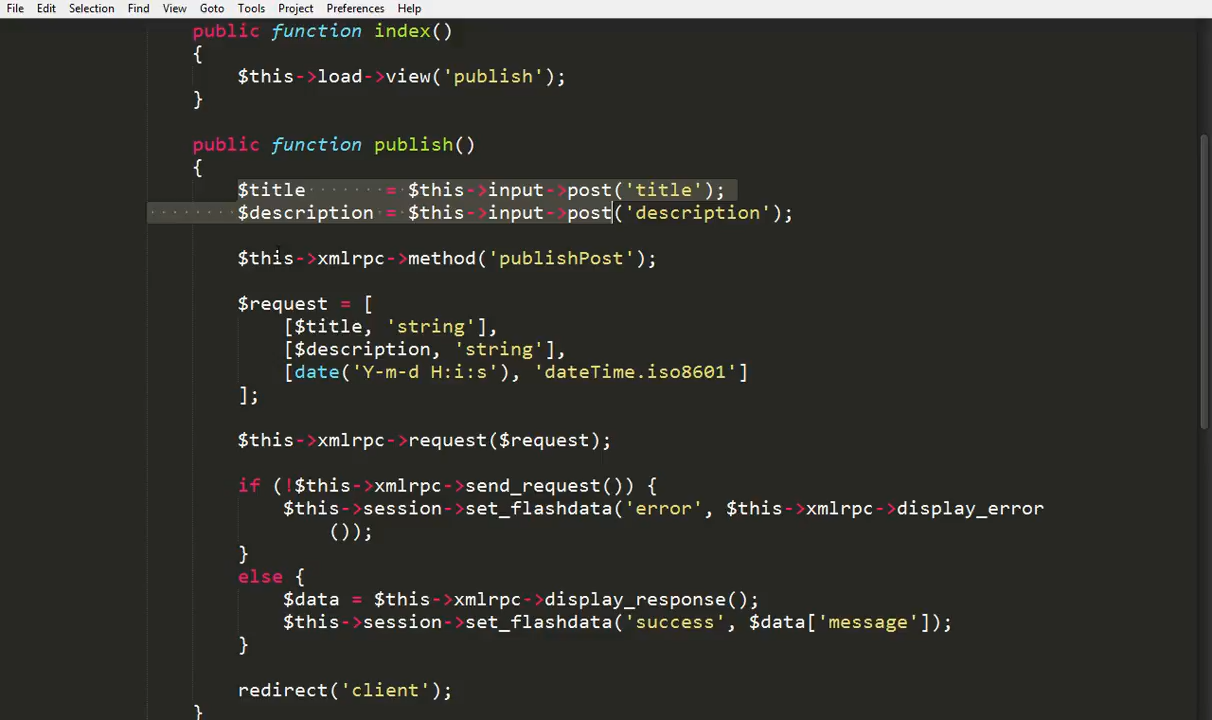 File Edit Selection Find View Goto Tools Project Preferences Help
public function index()
{
$this->load->view('publish');
}
public function publish()
{
$title = $this->input->post('title');
$description = $this->input->post('description');
$this->xmlrpc->method('publishPost');
$request = [
[$title, 'string'],
[$description, 'string'],
[date('Y-m-d H:i:s'), 'dateTime.iso8601']
];
$this->xmlrpc->request($request);
if (!$this->xmlrpc->send_request()) {
$this->session->set_flashdata('error', $this->xmlrpc->display_error
());
}
else {
$data = $this->xmlrpc->display_response();
$this->session->set_flashdata('success', $data['message']);
}
redirect('client');
}